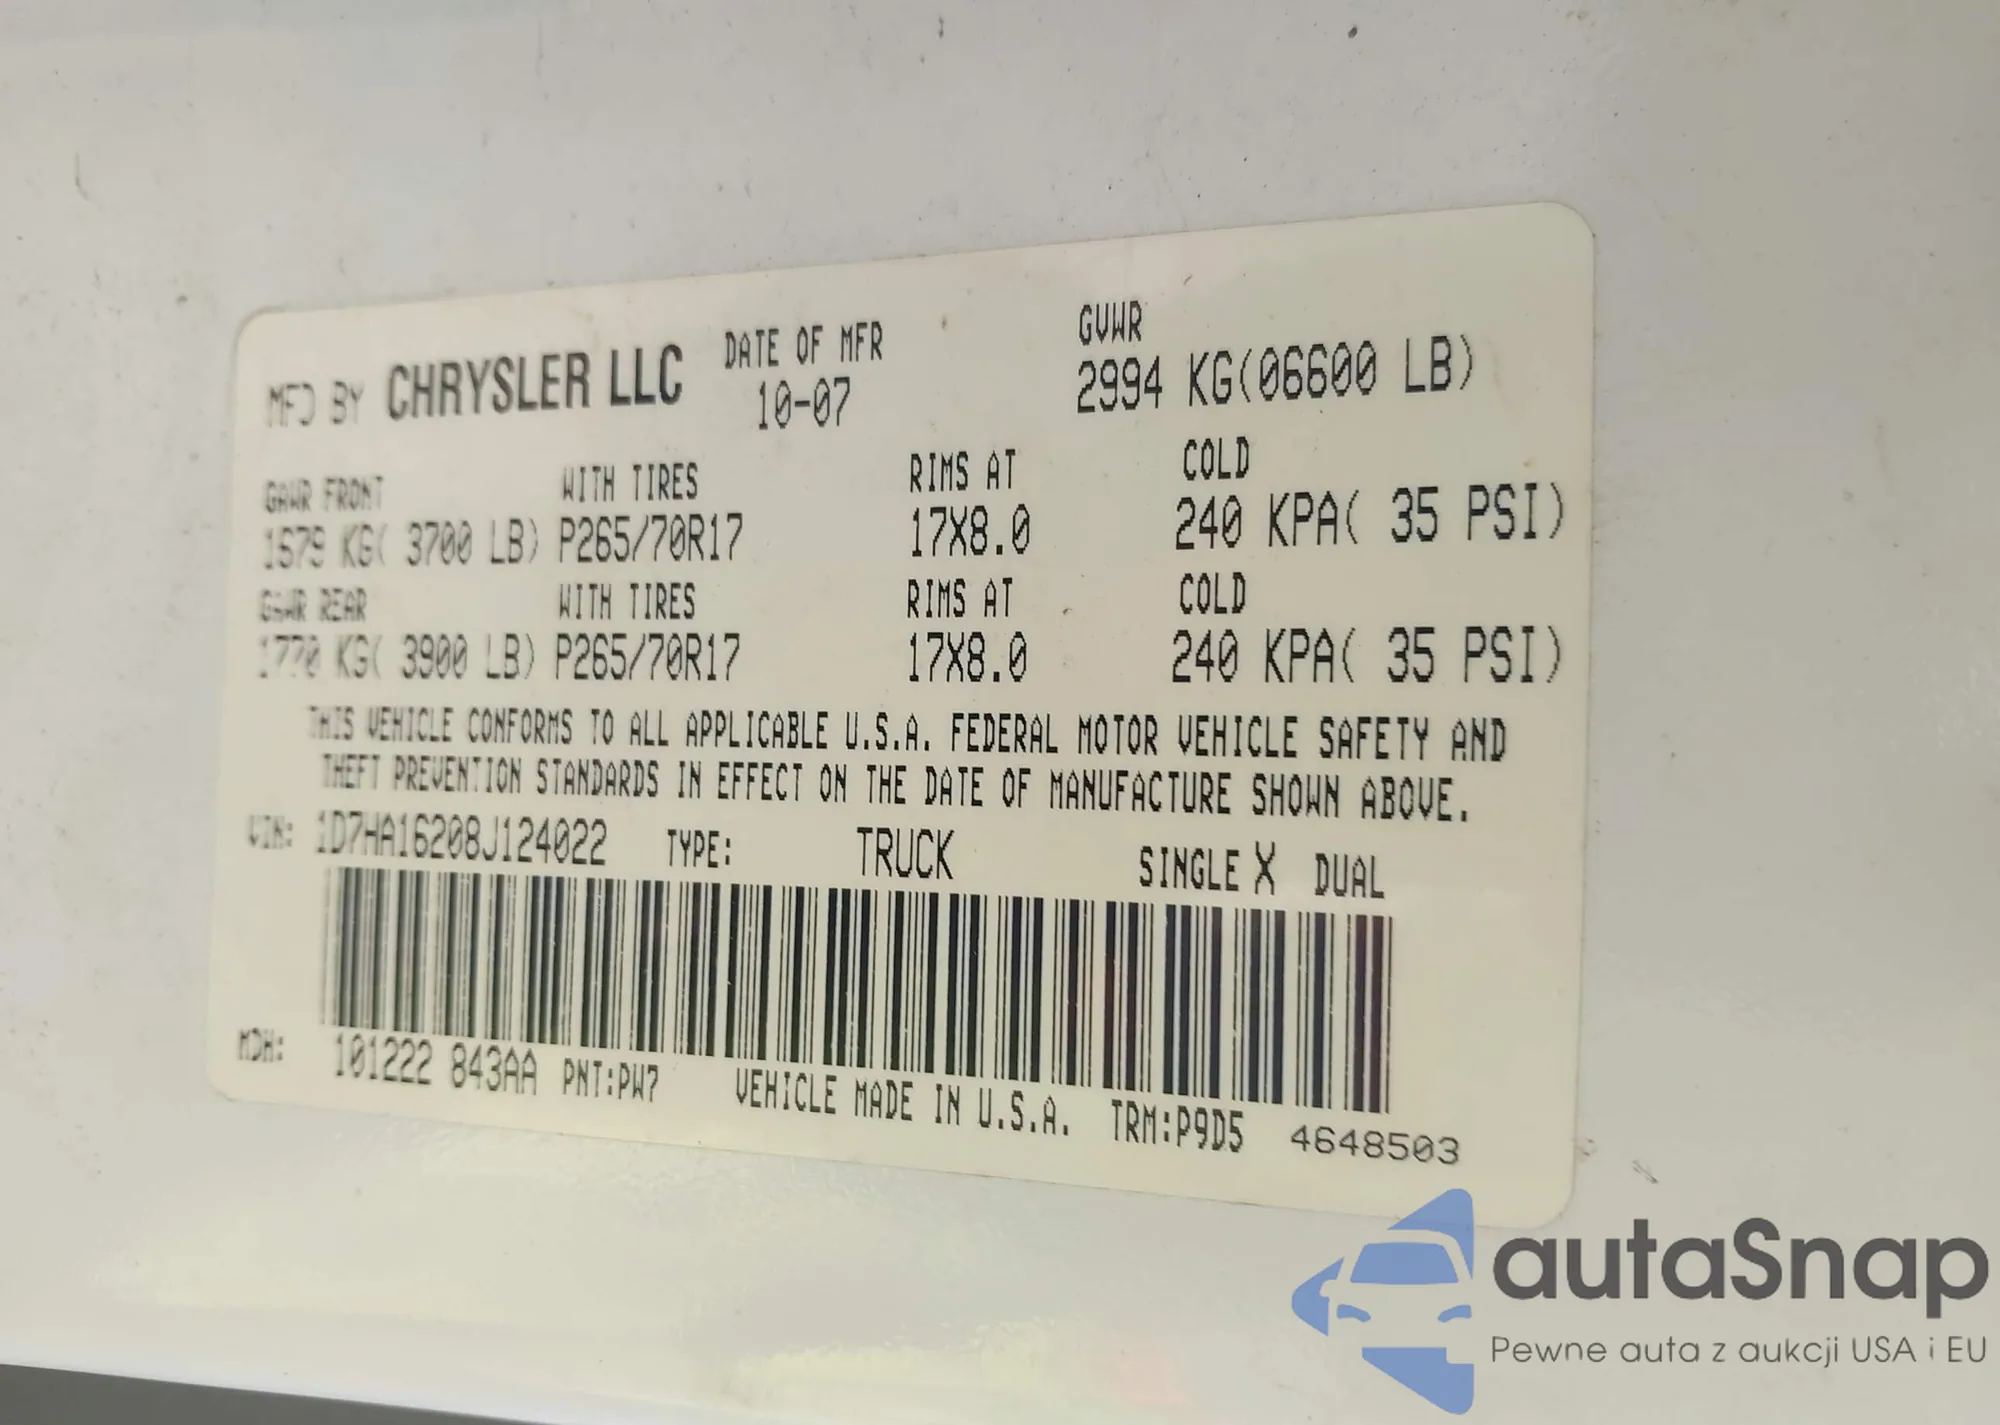 MFD BY CHRYSLER LLC DATE OF MFR 10-07 GVWR 2994 KG(06600 LB)
GAWR FRONT WITH TIRES RIMS AT COLD
1679 KG( 3700 LB) P265/70R17 17X8.0 240 KPA( 35 PSI)
GAWR REAR WITH TIRES RIMS AT COLD
1770 KG( 3900 LB) P265/70R17 17X8.0 240 KPA( 35 PSI)
THIS VEHICLE CONFORMS TO ALL APPLICABLE U.S.A. FEDERAL MOTOR VEHICLE SAFETY AND
THEFT PREVENTION STANDARDS IN EFFECT ON THE DATE OF MANUFACTURE SHOWN ABOVE.
VIN: 1D7HA16208J124022 TYPE: TRUCK SINGLE X DUAL
MDH: 101222 843AA PNT:PW7 VEHICLE MADE IN U.S.A. TRM:P9D5 4648503
autaSnap
Pewne auta z aukcji USA i EU